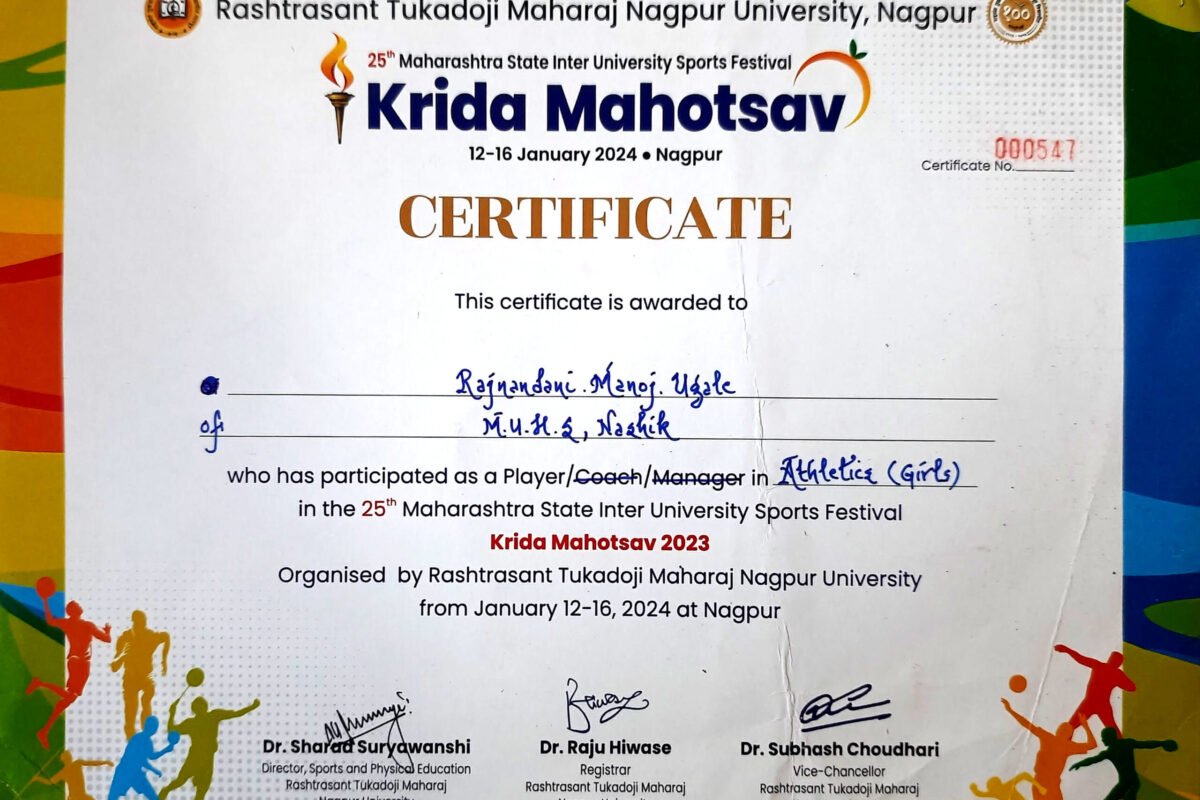 Rashtrasant Tukadoji Maharaj Nagpur University, Nagpur
25th Maharashtra State Inter University Sports Festival
Krida Mahotsav
12-16 January 2024 • Nagpur
000547
Certificate No.
CERTIFICATE
This certificate is awarded to
Rajnandani. Manoj. Ugale
of M.U.H.S, Nashik
who has participated as a Player/Coach/Manager in Athletics (Girls)
in the 25th Maharashtra State Inter University Sports Festival
Krida Mahotsav 2023
Organised by Rashtrasant Tukadoji Maharaj Nagpur University
from January 12-16, 2024 at Nagpur
Dr. Sharad Suryawanshi
Director, Sports and Physical Education
Rashtrasant Tukadoji Maharaj
Nagpur University
Dr. Raju Hiwase
Registrar
Rashtrasant Tukadoji Maharaj
Dr. Subhash Choudhari
Vice-Chancellor
Rashtrasant Tukadoji Maharaj